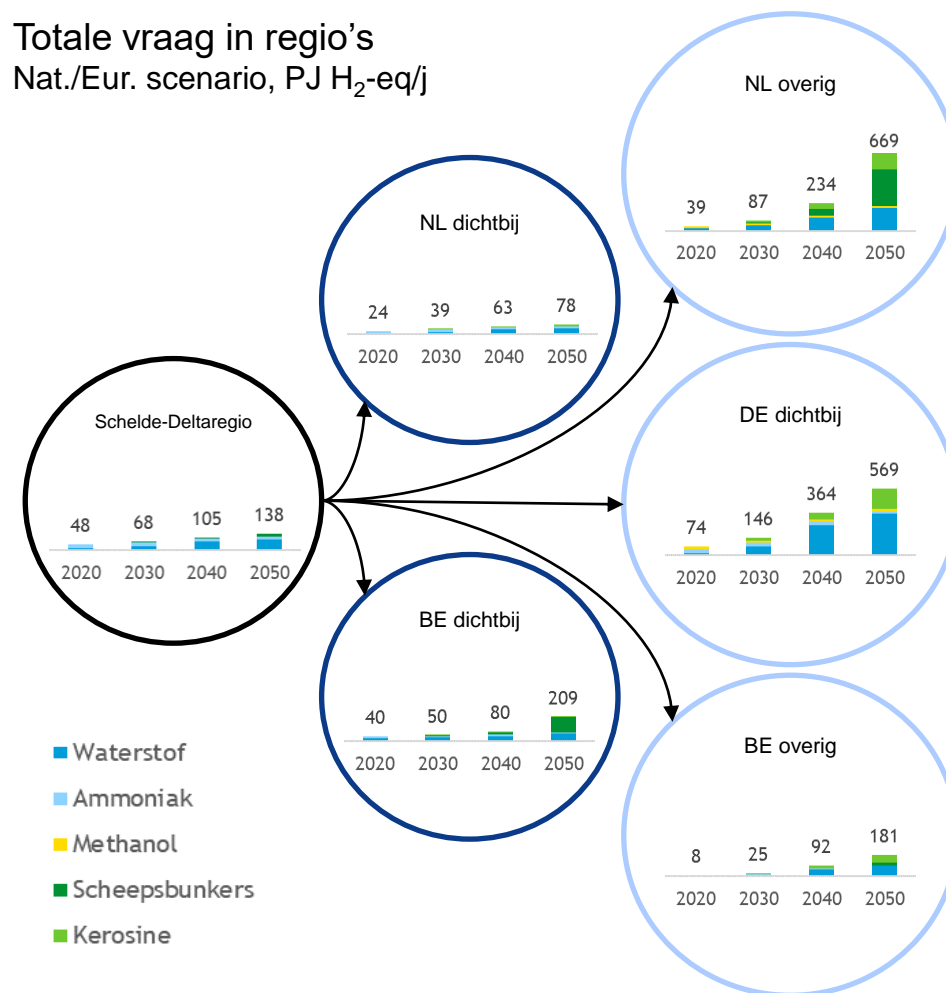 Totale vraag in regio's
Nat./Eur. scenario, PJ H₂-eq/j
NL overig
39 87 234 669
2020 2030 2040 2050
NL dichtbij
24 39 63 78
2020 2030 2040 2050
Schelde-Deltaregio
48 68 105 138
2020 2030 2040 2050
DE dichtbij
74 146 364 569
2020 2030 2040 2050
BE dichtbij
40 50 80 209
2020 2030 2040 2050
BE overig
8 25 92 181
2020 2030 2040 2050
Waterstof
Ammoniak
Methanol
Scheepsbunkers
Kerosine